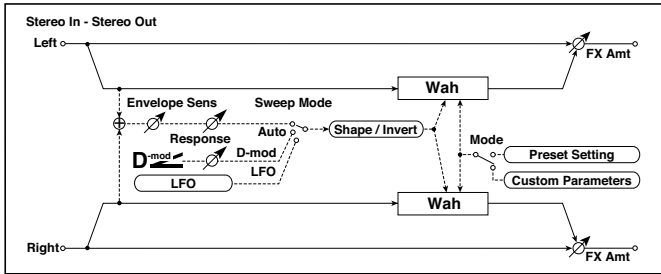 Stereo In - Stereo Out
Left
FX Amt
Wah
Envelope Sens
Sweep Mode
Response
Auto
Shape / Invert
Mode
D-mod
D-mod
Preset Setting
LFO
LFO
Custom Parameters
Wah
Right
FX Amt